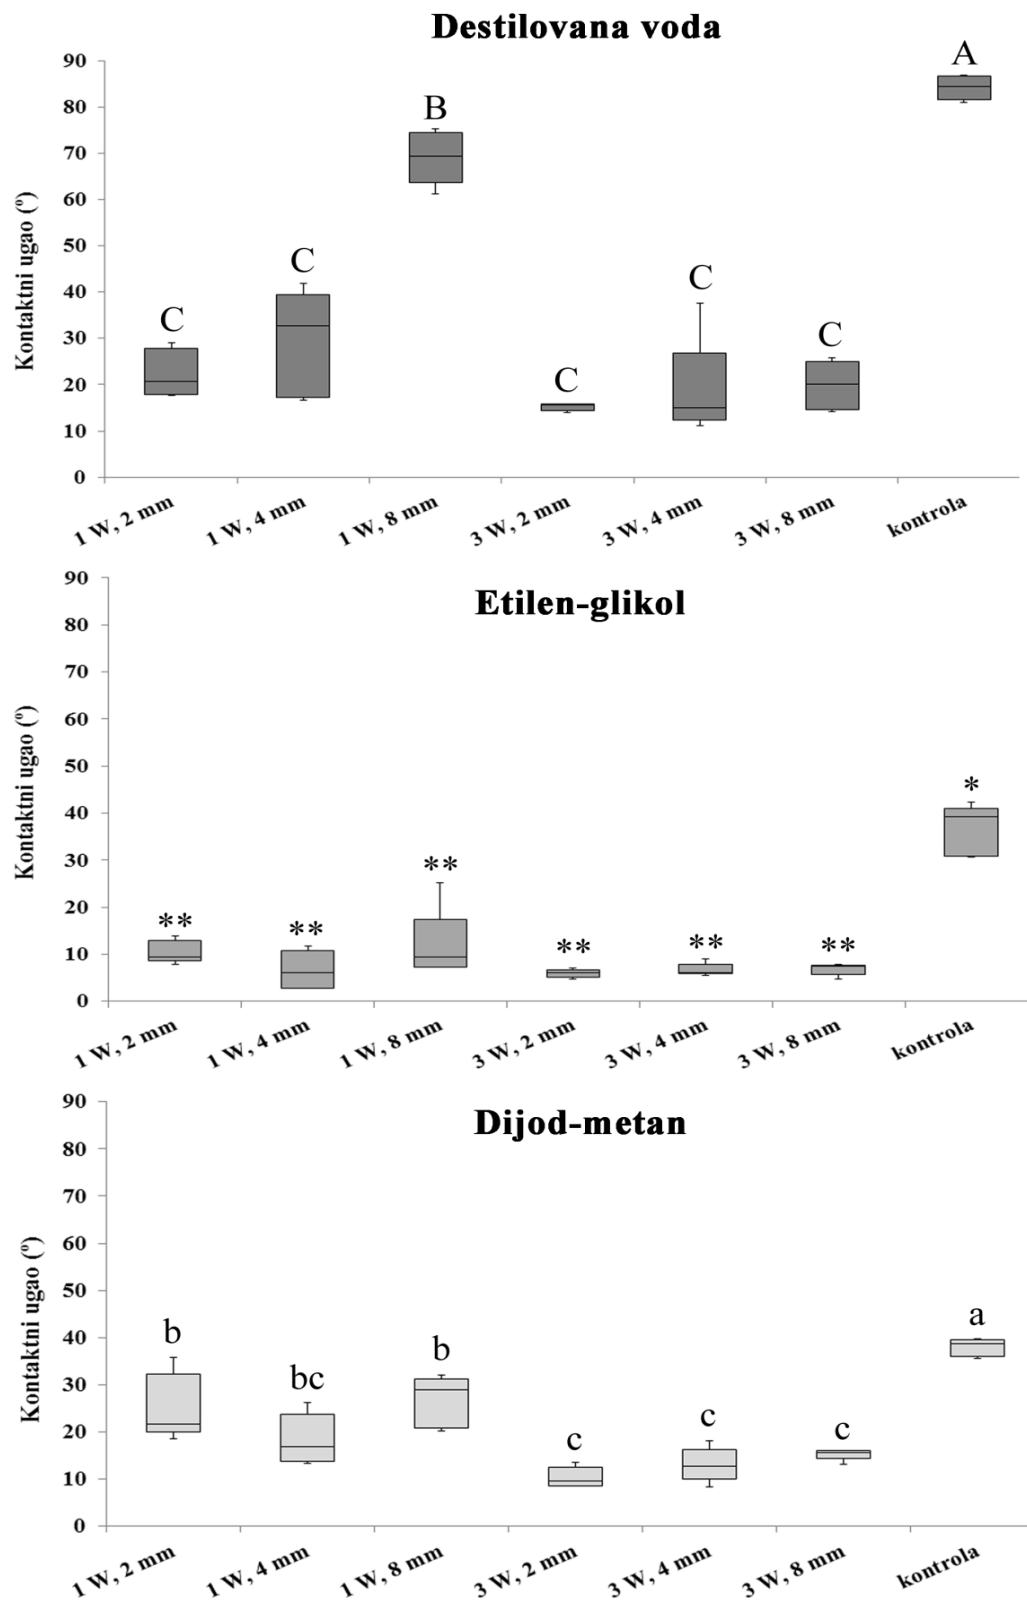 Destilovana voda
Kontaktni ugao (º)
90
80
70
60
50
40
30
20
10
0
C
C
B
C
C
C
A
1 W, 2 mm
1 W, 4 mm
1 W, 8 mm
3 W, 2 mm
3 W, 4 mm
3 W, 8 mm
kontrola
Etilen-glikol
Kontaktni ugao (º)
90
80
70
60
50
40
30
20
10
0
**
**
**
**
**
**
*
1 W, 2 mm
1 W, 4 mm
1 W, 8 mm
3 W, 2 mm
3 W, 4 mm
3 W, 8 mm
kontrola
Dijod-metan
Kontaktni ugao (º)
90
80
70
60
50
40
30
20
10
0
b
bc
b
c
c
c
a
1 W, 2 mm
1 W, 4 mm
1 W, 8 mm
3 W, 2 mm
3 W, 4 mm
3 W, 8 mm
kontrola